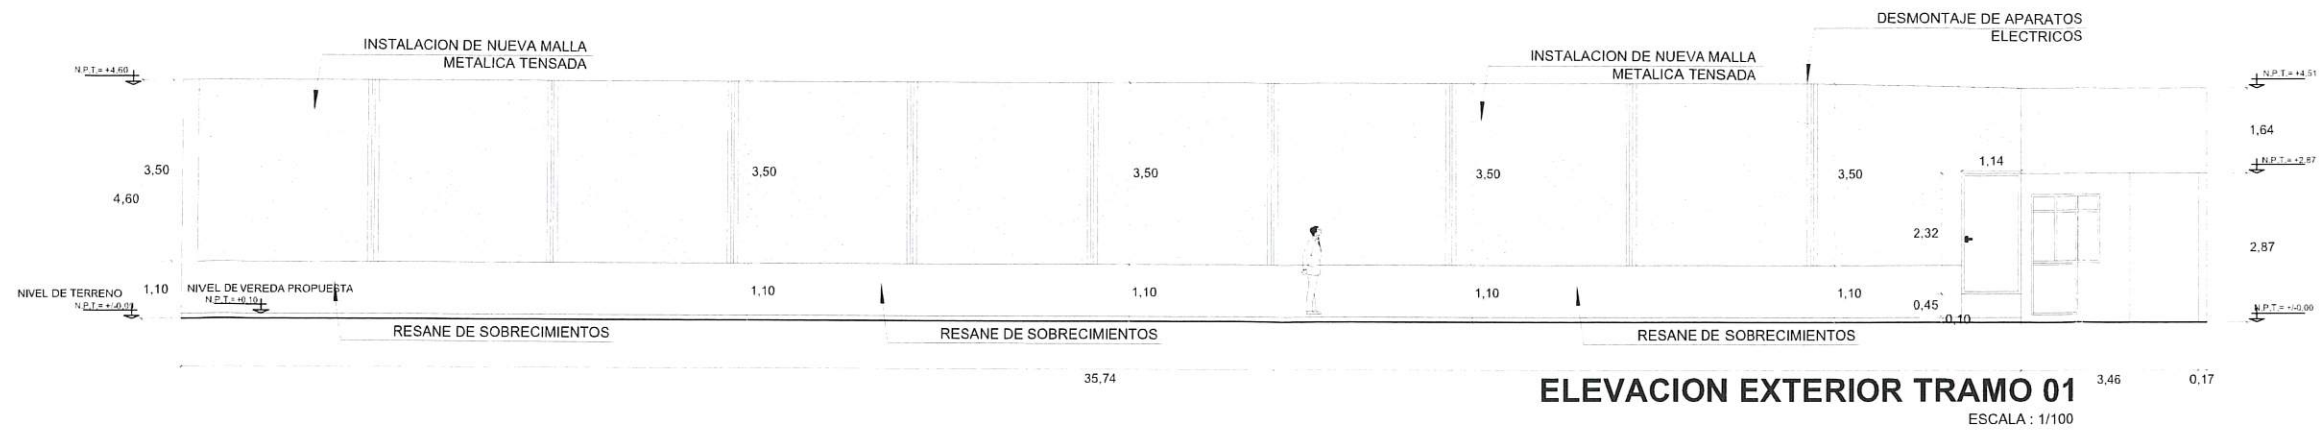 DESMONTAJE DE APARATOS
ELECTRICOS
INSTALACION DE NUEVA MALLA
METALICA TENSADA
INSTALACION DE NUEVA MALLA
METALICA TENSADA
N.P.T.= +4,60
N.P.T.= +4,51
1,64
1,14
N.P.T.= +2,87
3,50
3,50
3,50
3,50
3,50
4,60
2,32
2,87
1,10
NIVEL DE VEREDA PROPUESTA
N.P.T.= +0,10
NIVEL DE TERRENO
N.P.T.= +/-0,00
1,10
1,10
1,10
1,10
0,45
0,10
N.P.T.= +/-0,00
RESANE DE SOBRECIMIENTOS
RESANE DE SOBRECIMIENTOS
RESANE DE SOBRECIMIENTOS
35,74
3,46
0,17
ELEVACION EXTERIOR TRAMO 01
ESCALA : 1/100